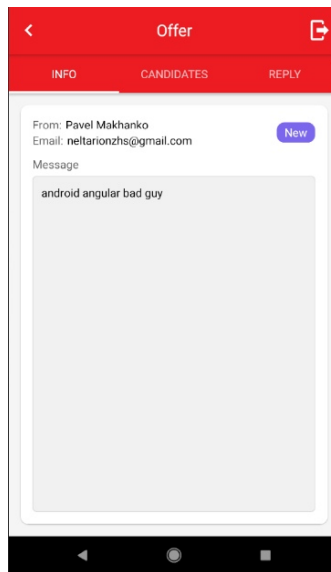 Offer
INFO CANDIDATES REPLY
From: Pavel Makhanko
New
Email: neltarionzhs@gmail.com
Message
android angular bad guy